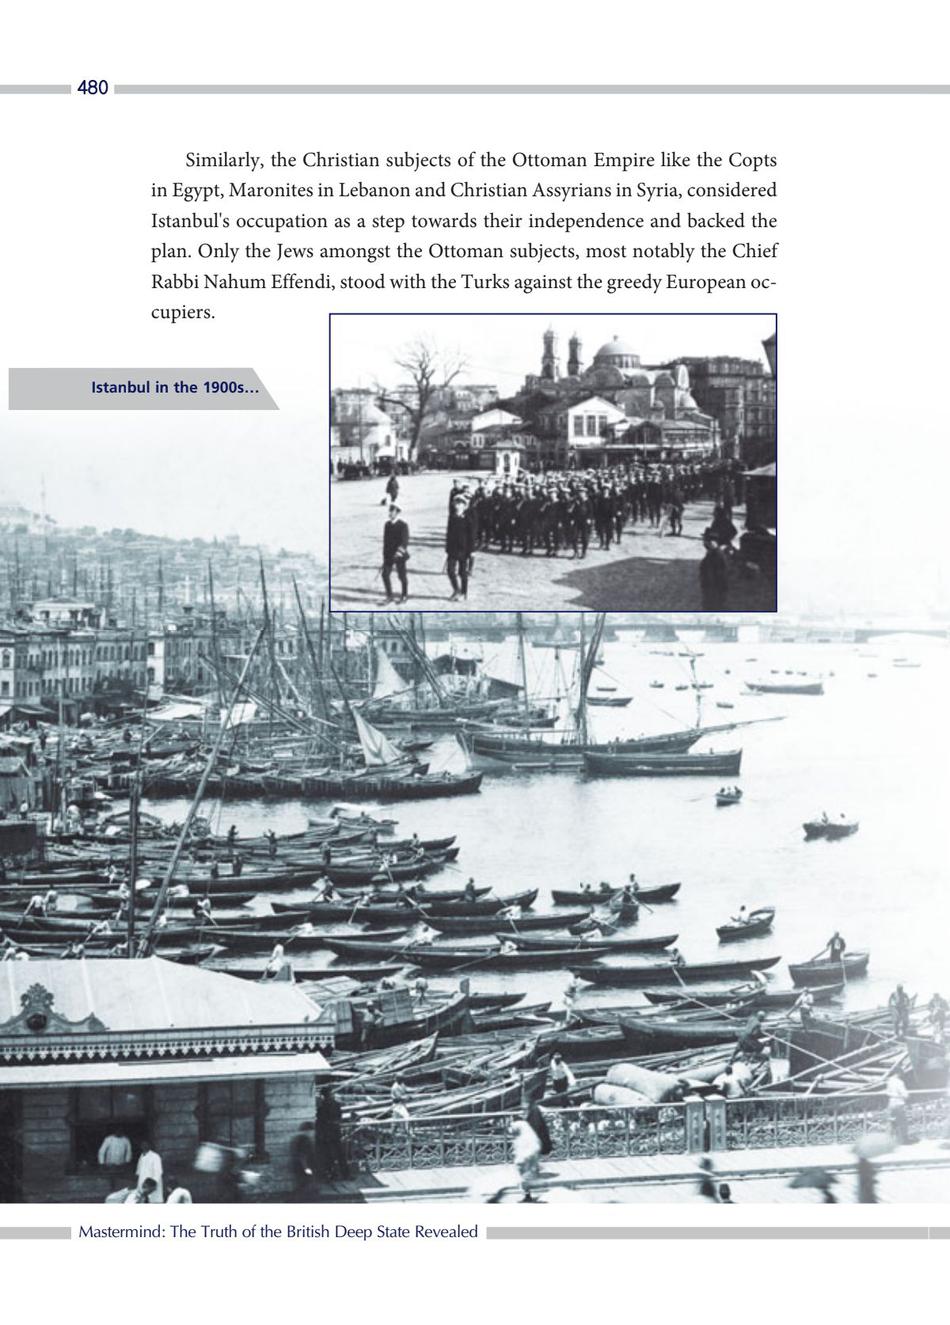 480
Similarly, the Christian subjects of the Ottoman Empire like the Copts
in Egypt, Maronites in Lebanon and Christian Assyrians in Syria, considered
Istanbul's occupation as a step towards their independence and backed the
plan. Only the Jews amongst the Ottoman subjects, most notably the Chief
Rabbi Nahum Effendi, stood with the Turks against the greedy European oc-
cupiers.
Istanbul in the 1900s...
Mastermind: The Truth of the British Deep State Revealed